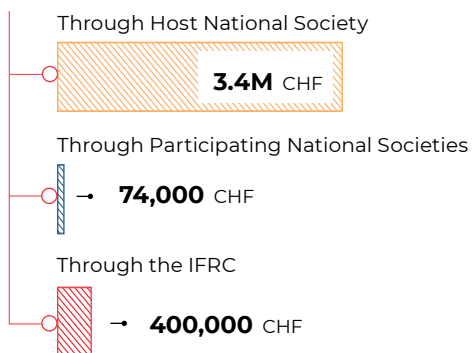 Through Host National Society
3.4M CHF
Through Participating National Societies
74,000 CHF
Through the IFRC
400,000 CHF